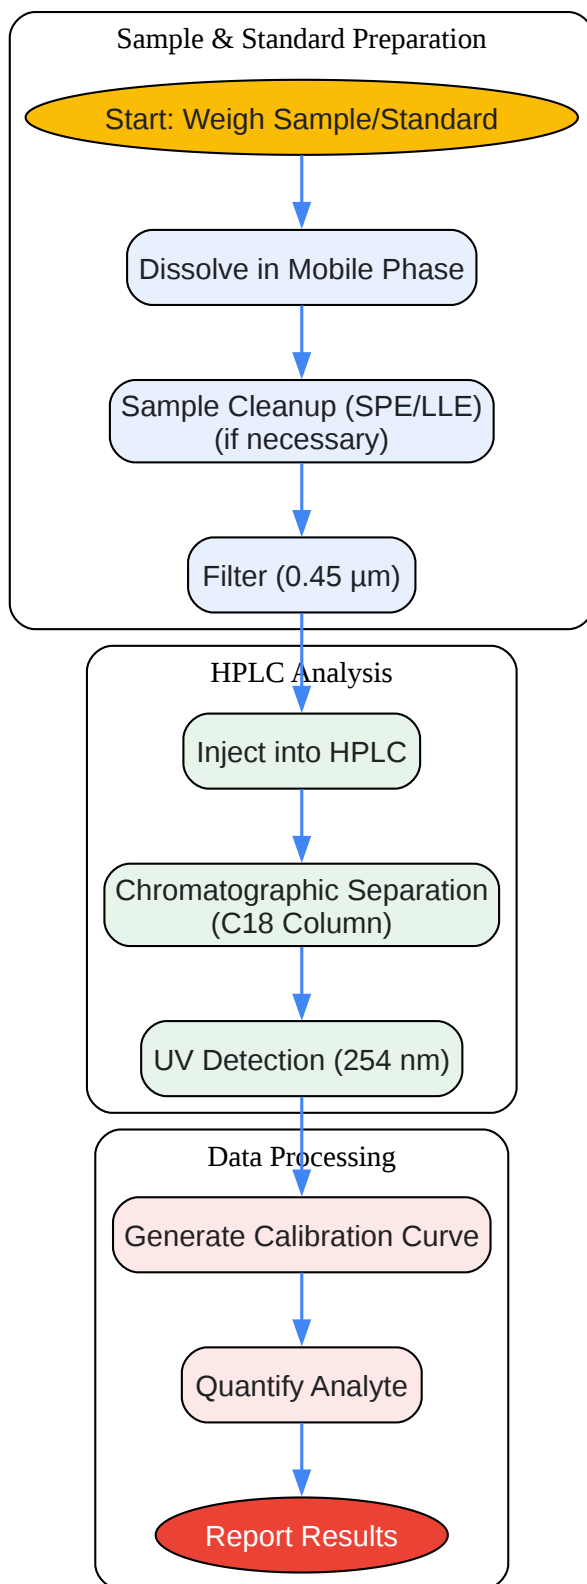 Sample & Standard Preparation
Start: Weigh Sample/Standard
Dissolve in Mobile Phase
Sample Cleanup (SPE/LLE)
(if necessary)
Filter (0.45 µm)
HPLC Analysis
Inject into HPLC
Chromatographic Separation
(C18 Column)
UV Detection (254 nm)
Data Processing
Generate Calibration Curve
Quantify Analyte
Report Results